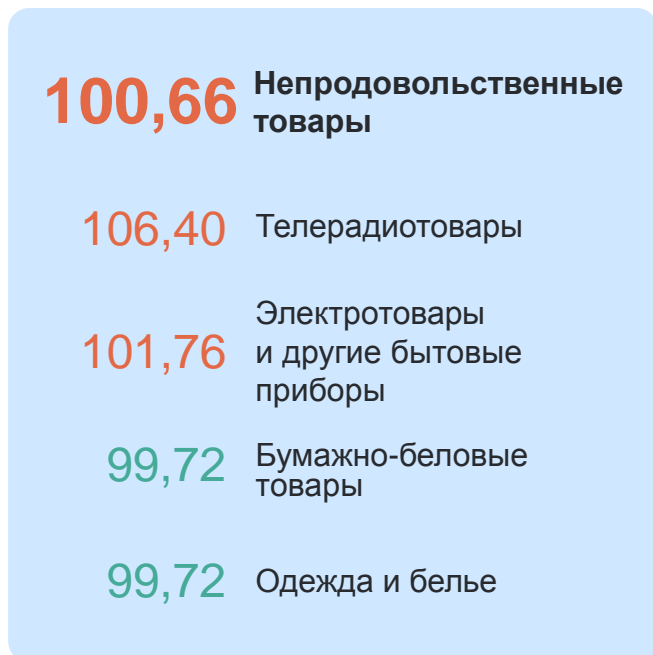 100,66 Непродовольственные
товары
106,40 Телерадиотовары
Электротовары
101,76 и другие бытовые
приборы
99,72 Бумажно-беловые
товары
99,72 Одежда и белье